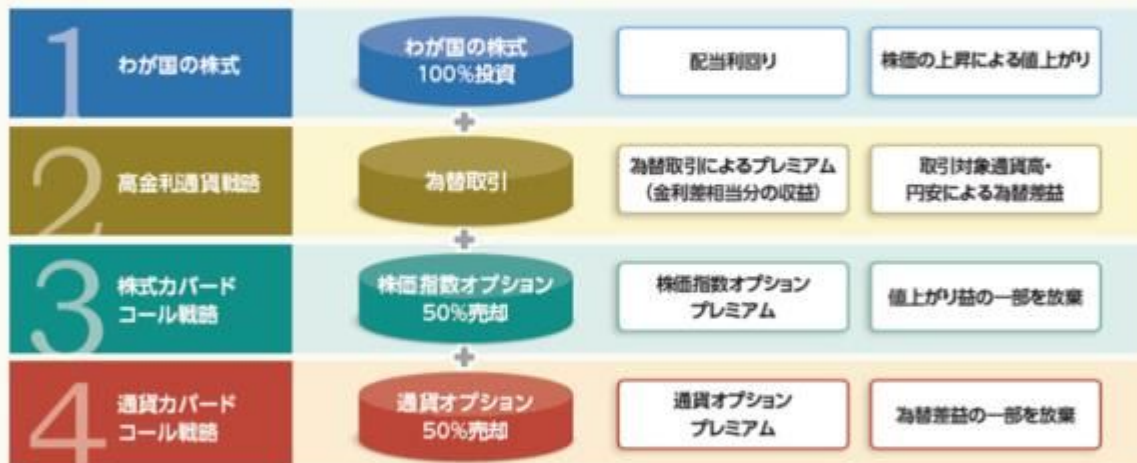 1
わが国の株式
わが国の株式
100%投資
配当利回り
株価の上昇による値上がり
+
2
高金利通貨戦略
為替取引
為替取引によるプレミアム
(金利差相当分の収益)
取引対象通貨高・
円安による為替差益
+
3
株式カバード
コール戦略
株価指数オプション
50%売却
株価指数オプション
プレミアム
値上がり益の一部を放棄
+
4
通貨カバード
コール戦略
通貨オプション
50%売却
通貨オプション
プレミアム
為替差益の一部を放棄